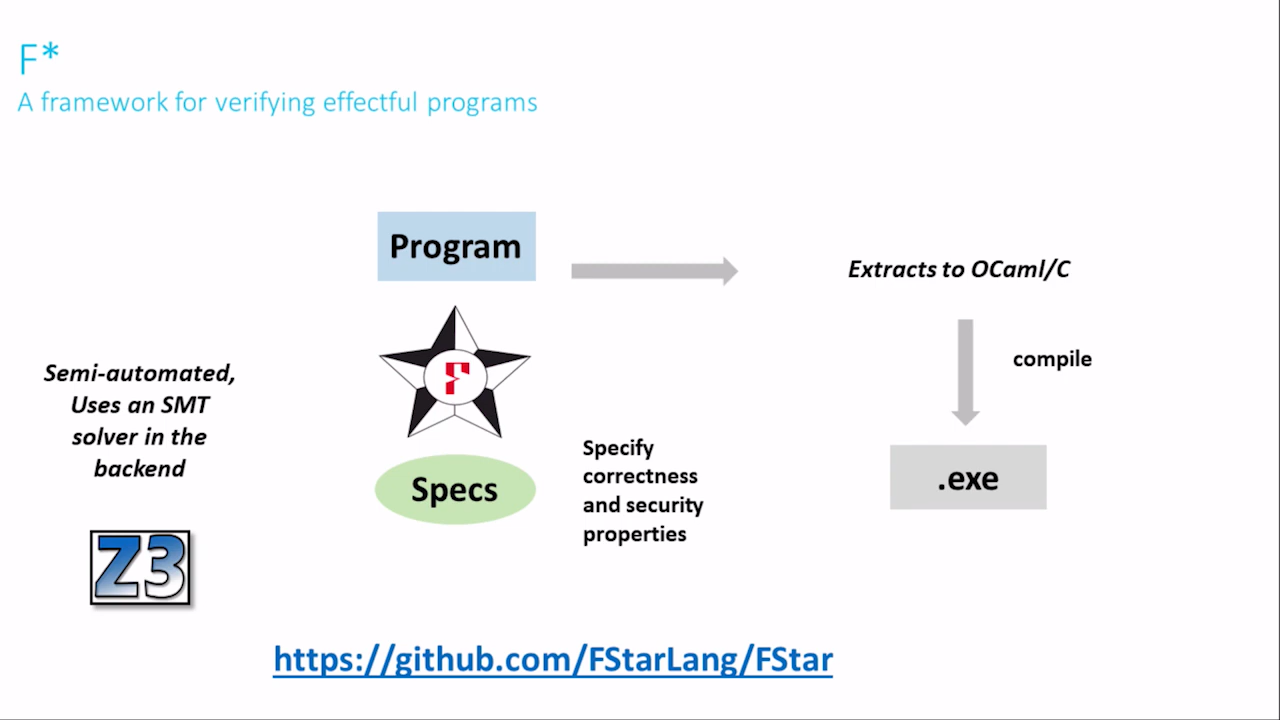 F*
A framework for verifying effectful programs
Program
Extracts to OCaml/C
compile
F
Semi-automated,
Uses an SMT
solver in the
backend
Specify
correctness
and security
properties
Specs
.exe
Z3
https://github.com/FStarLang/FStar